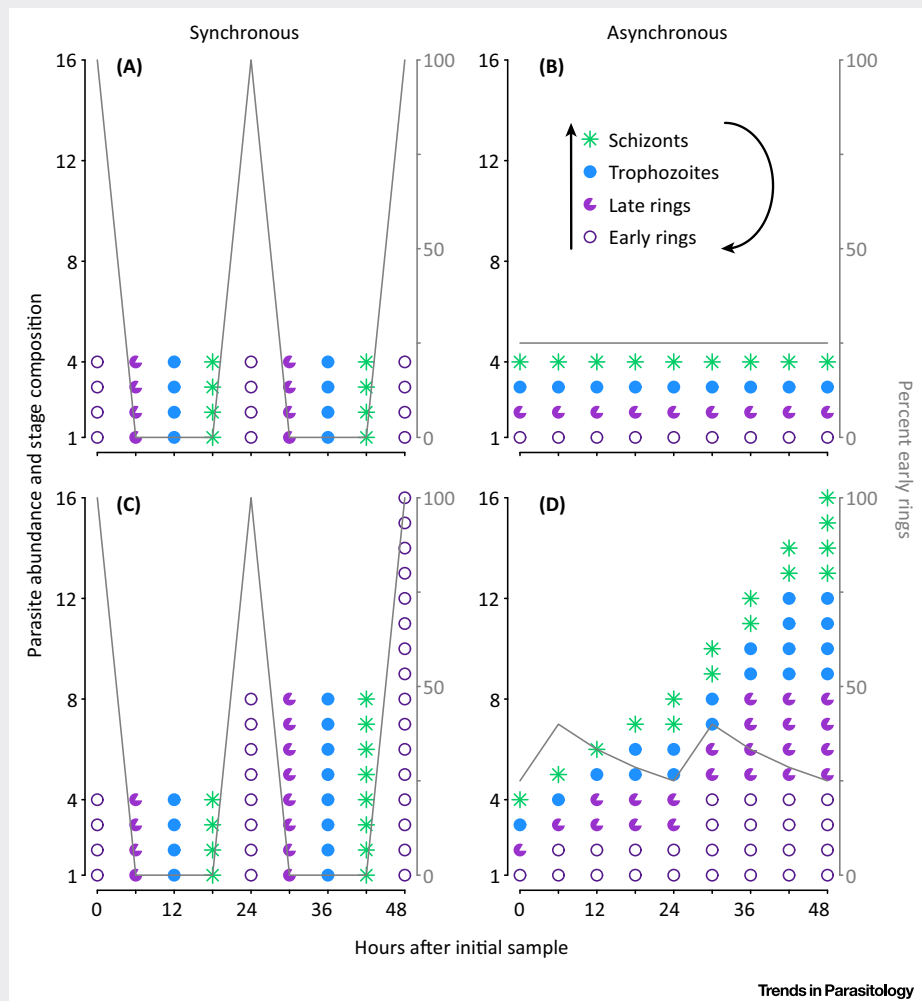 Synchronous
Asynchronous
(A)
(B)
16
12
8
4
1
100
50
0
16
12
8
4
1
100
50
0
Schizonts
Trophozoites
Late rings
Early rings
Parasite abundance and stage composition
Percent early rings
(C)
(D)
16
12
8
4
1
100
50
0
16
12
8
4
1
100
50
0
0 12 24 36 48
0 12 24 36 48
Hours after initial sample
Trends in Parasitology